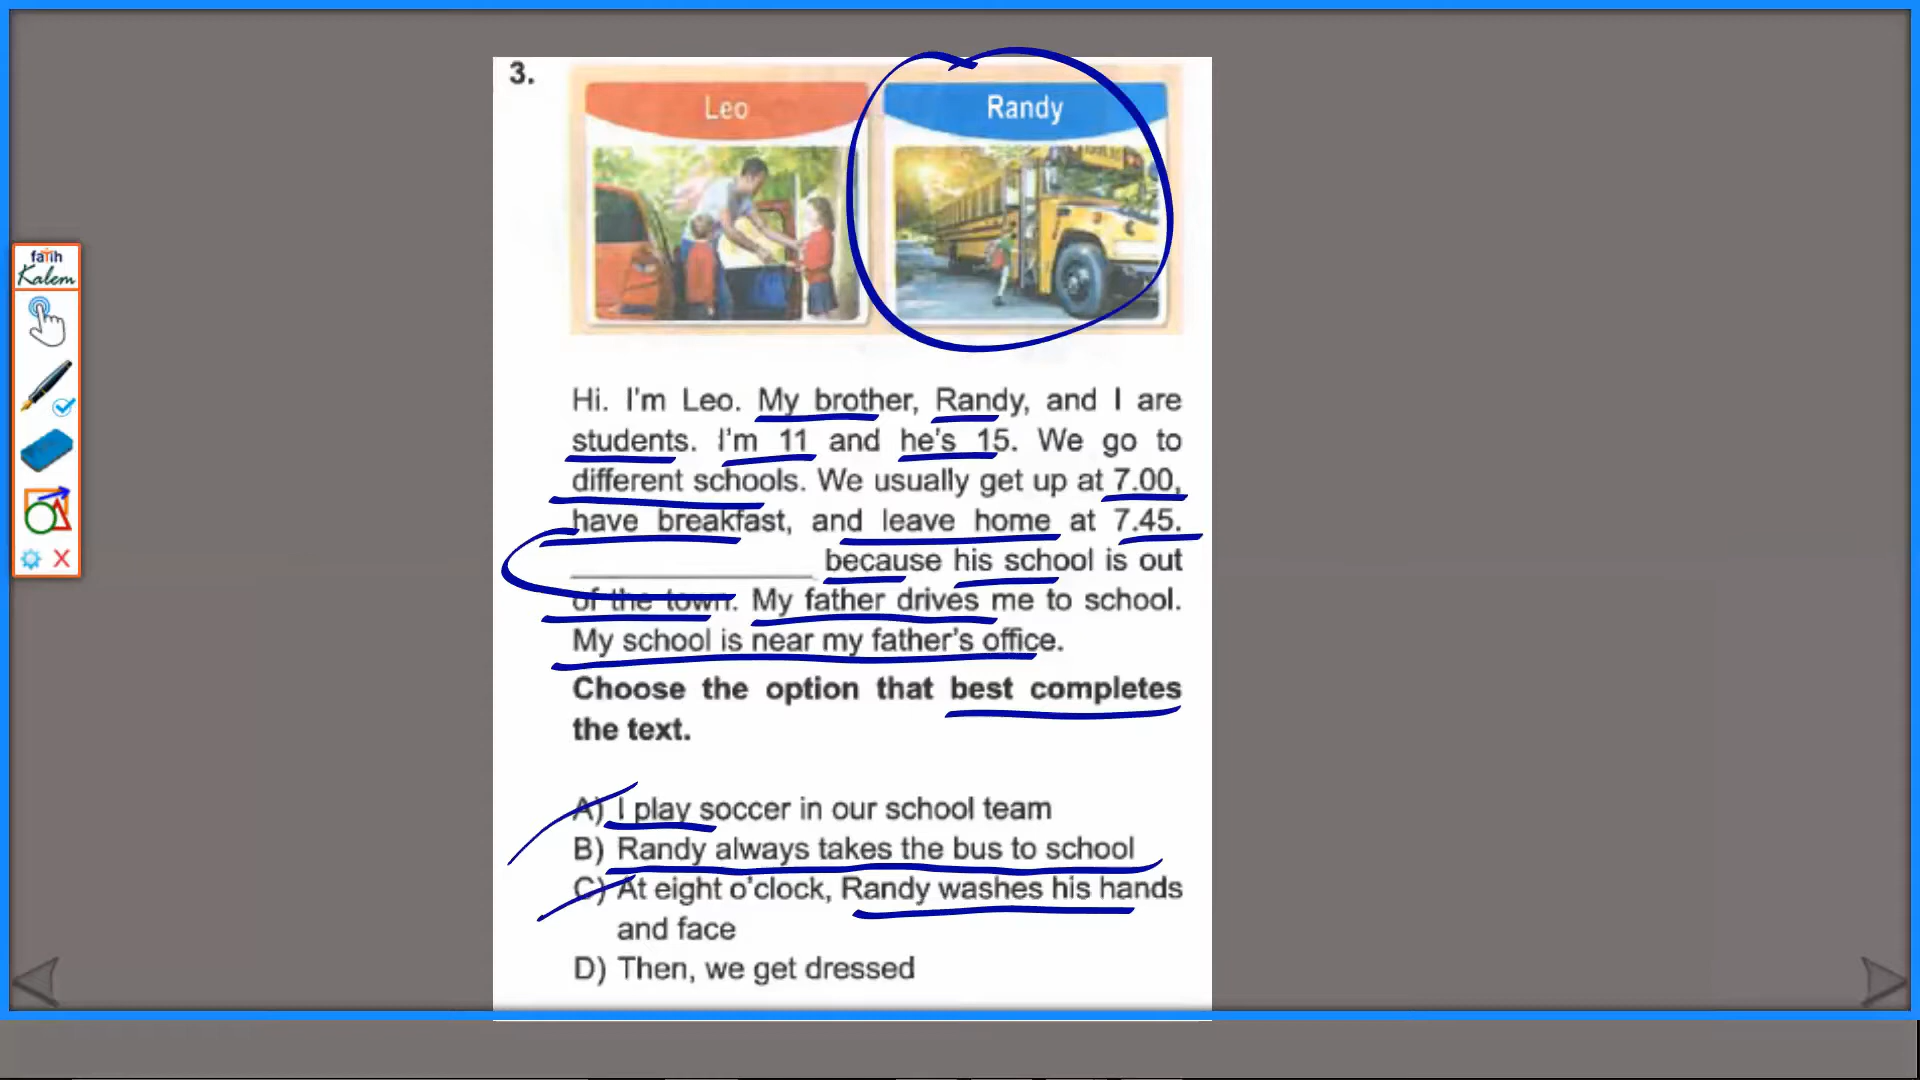 3.
Leo
Randy
fatih
Kalem
Hi. I'm Leo. My brother, Randy, and I are
students. I'm 11 and he's 15. We go to
different schools. We usually get up at 7.00,
have breakfast, and leave home at 7.45.
____________ because his school is out
of the town. My father drives me to school.
My school is near my father's office.
Choose the option that best completes
the text.
A) I play soccer in our school team
B) Randy always takes the bus to school
C) At eight o'clock, Randy washes his hands
and face
D) Then, we get dressed